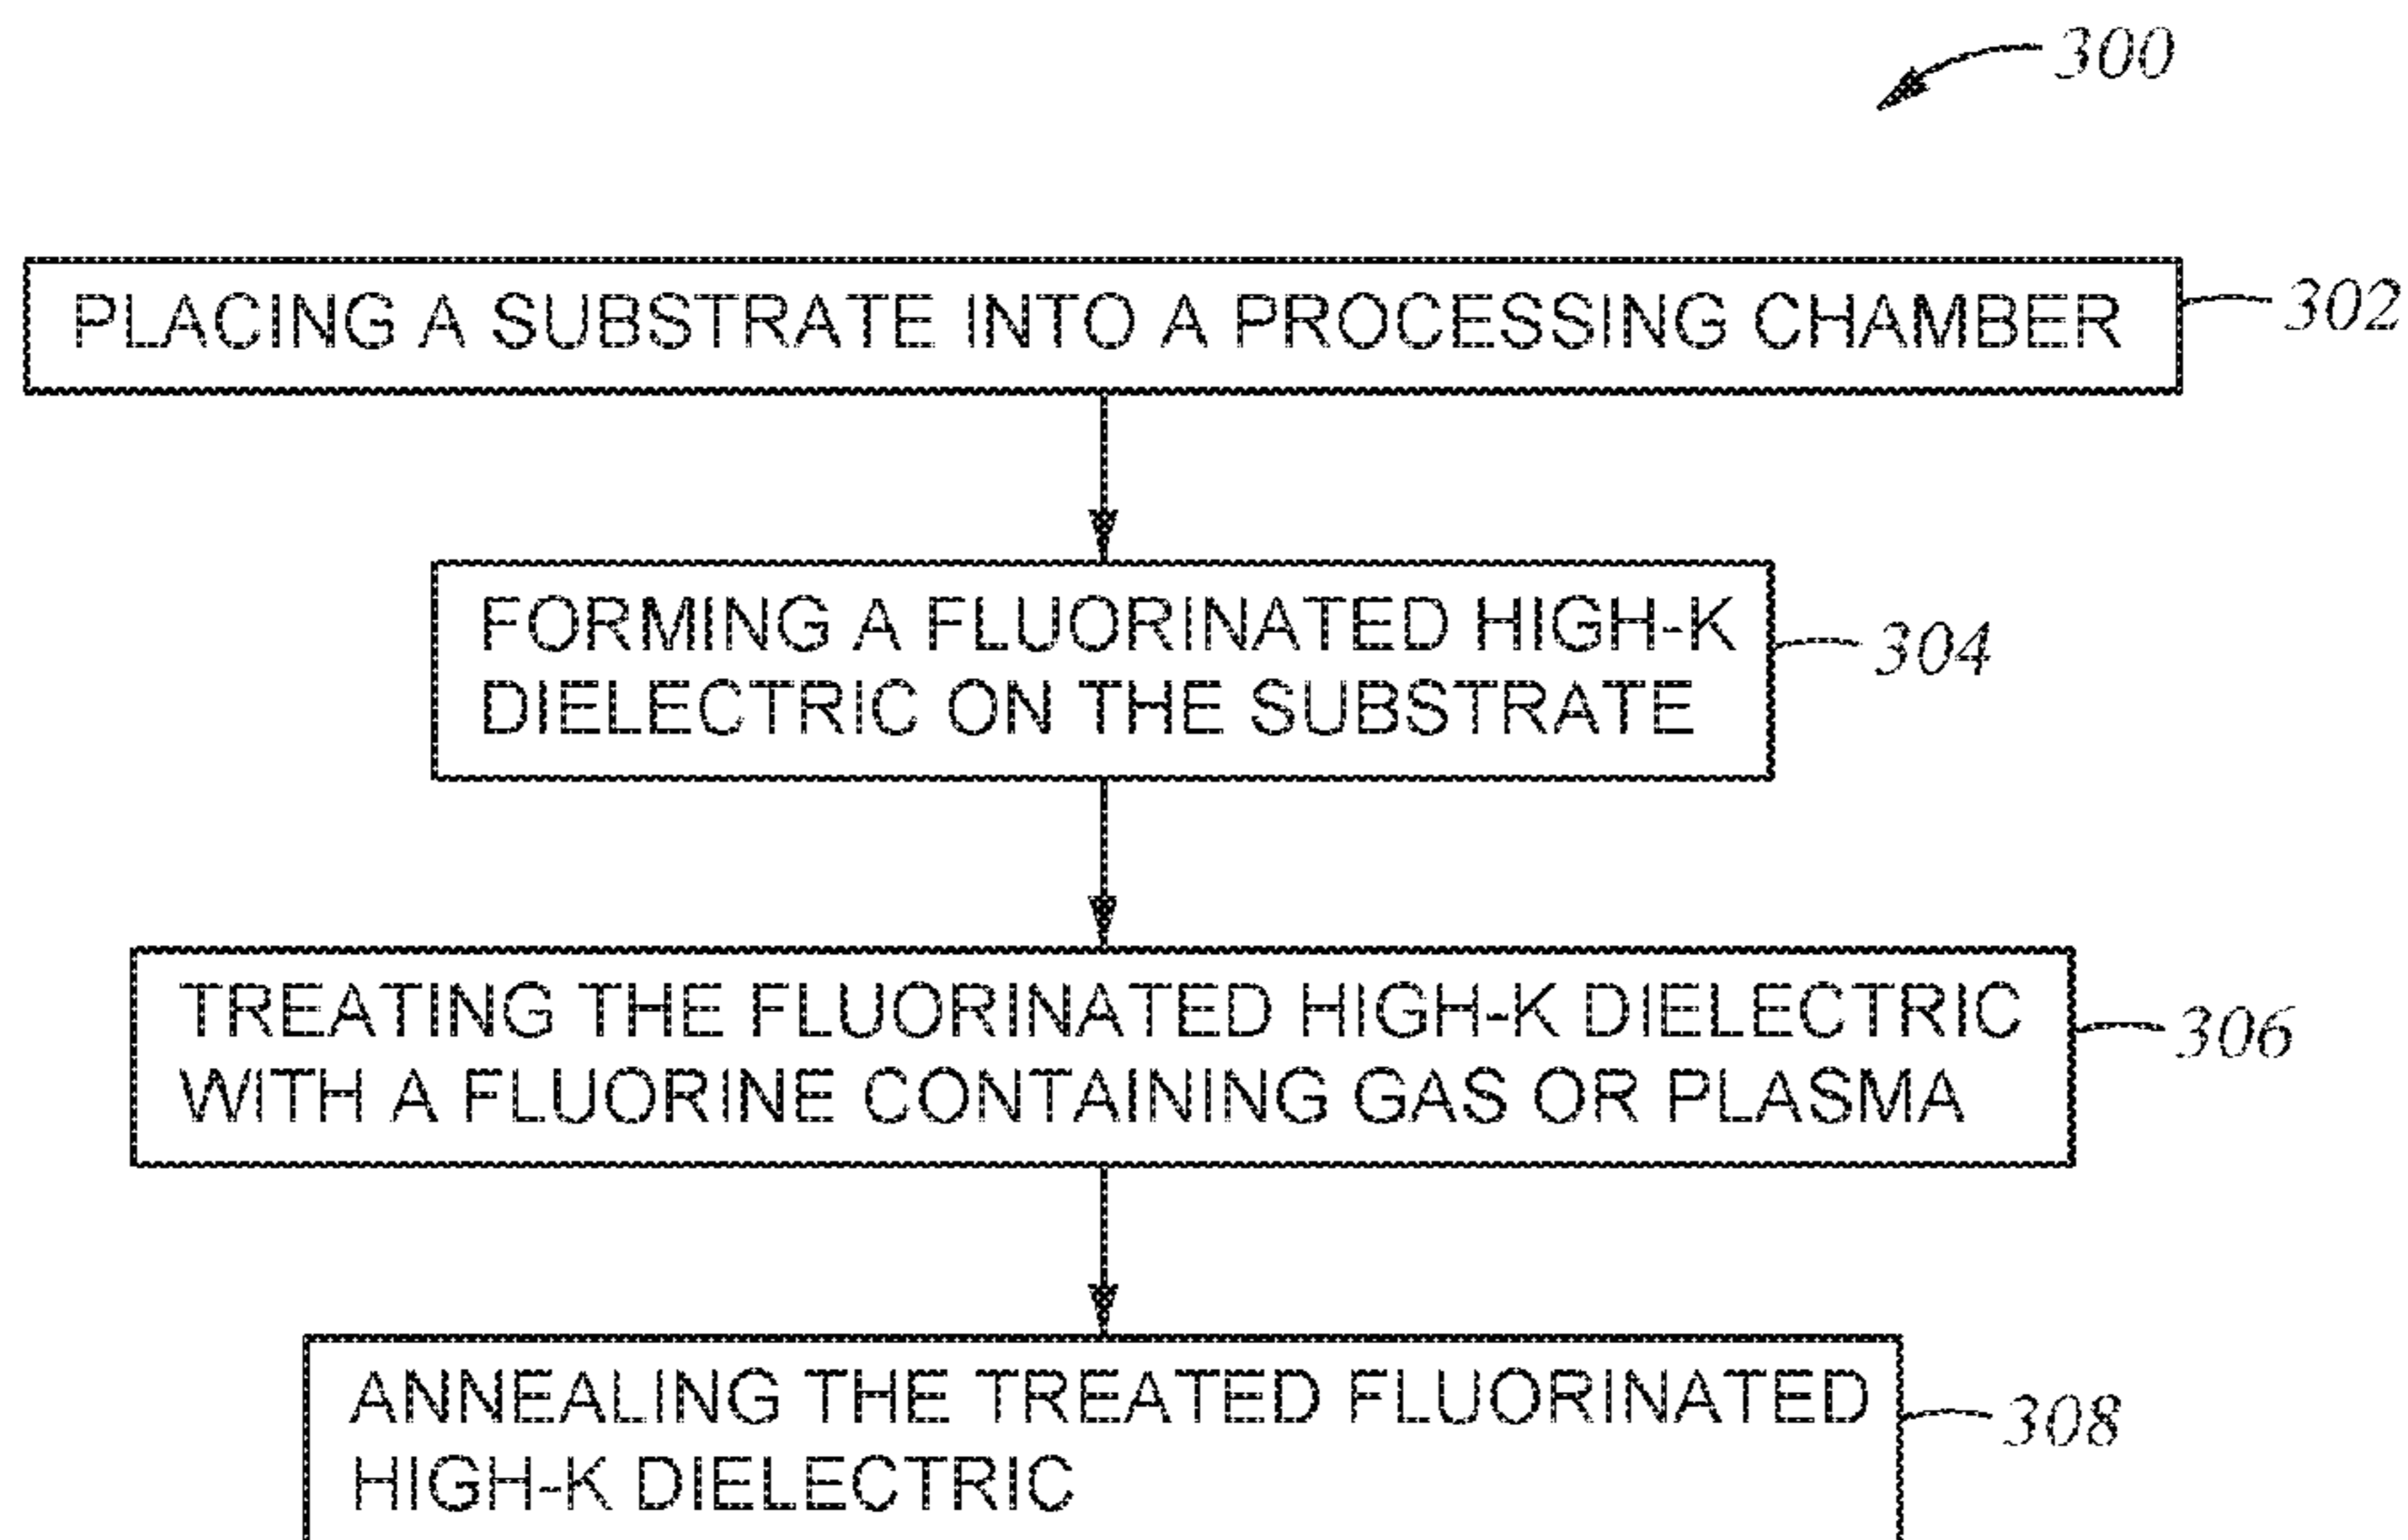 300
PLACING A SUBSTRATE INTO A PROCESSING CHAMBER
302
FORMING A FLUORINATED HIGH-K
DIELECTRIC ON THE SUBSTRATE
304
TREATING THE FLUORINATED HIGH-K DIELECTRIC
WITH A FLUORINE CONTAINING GAS OR PLASMA
306
ANNEALING THE TREATED FLUORINATED
HIGH-K DIELECTRIC
308